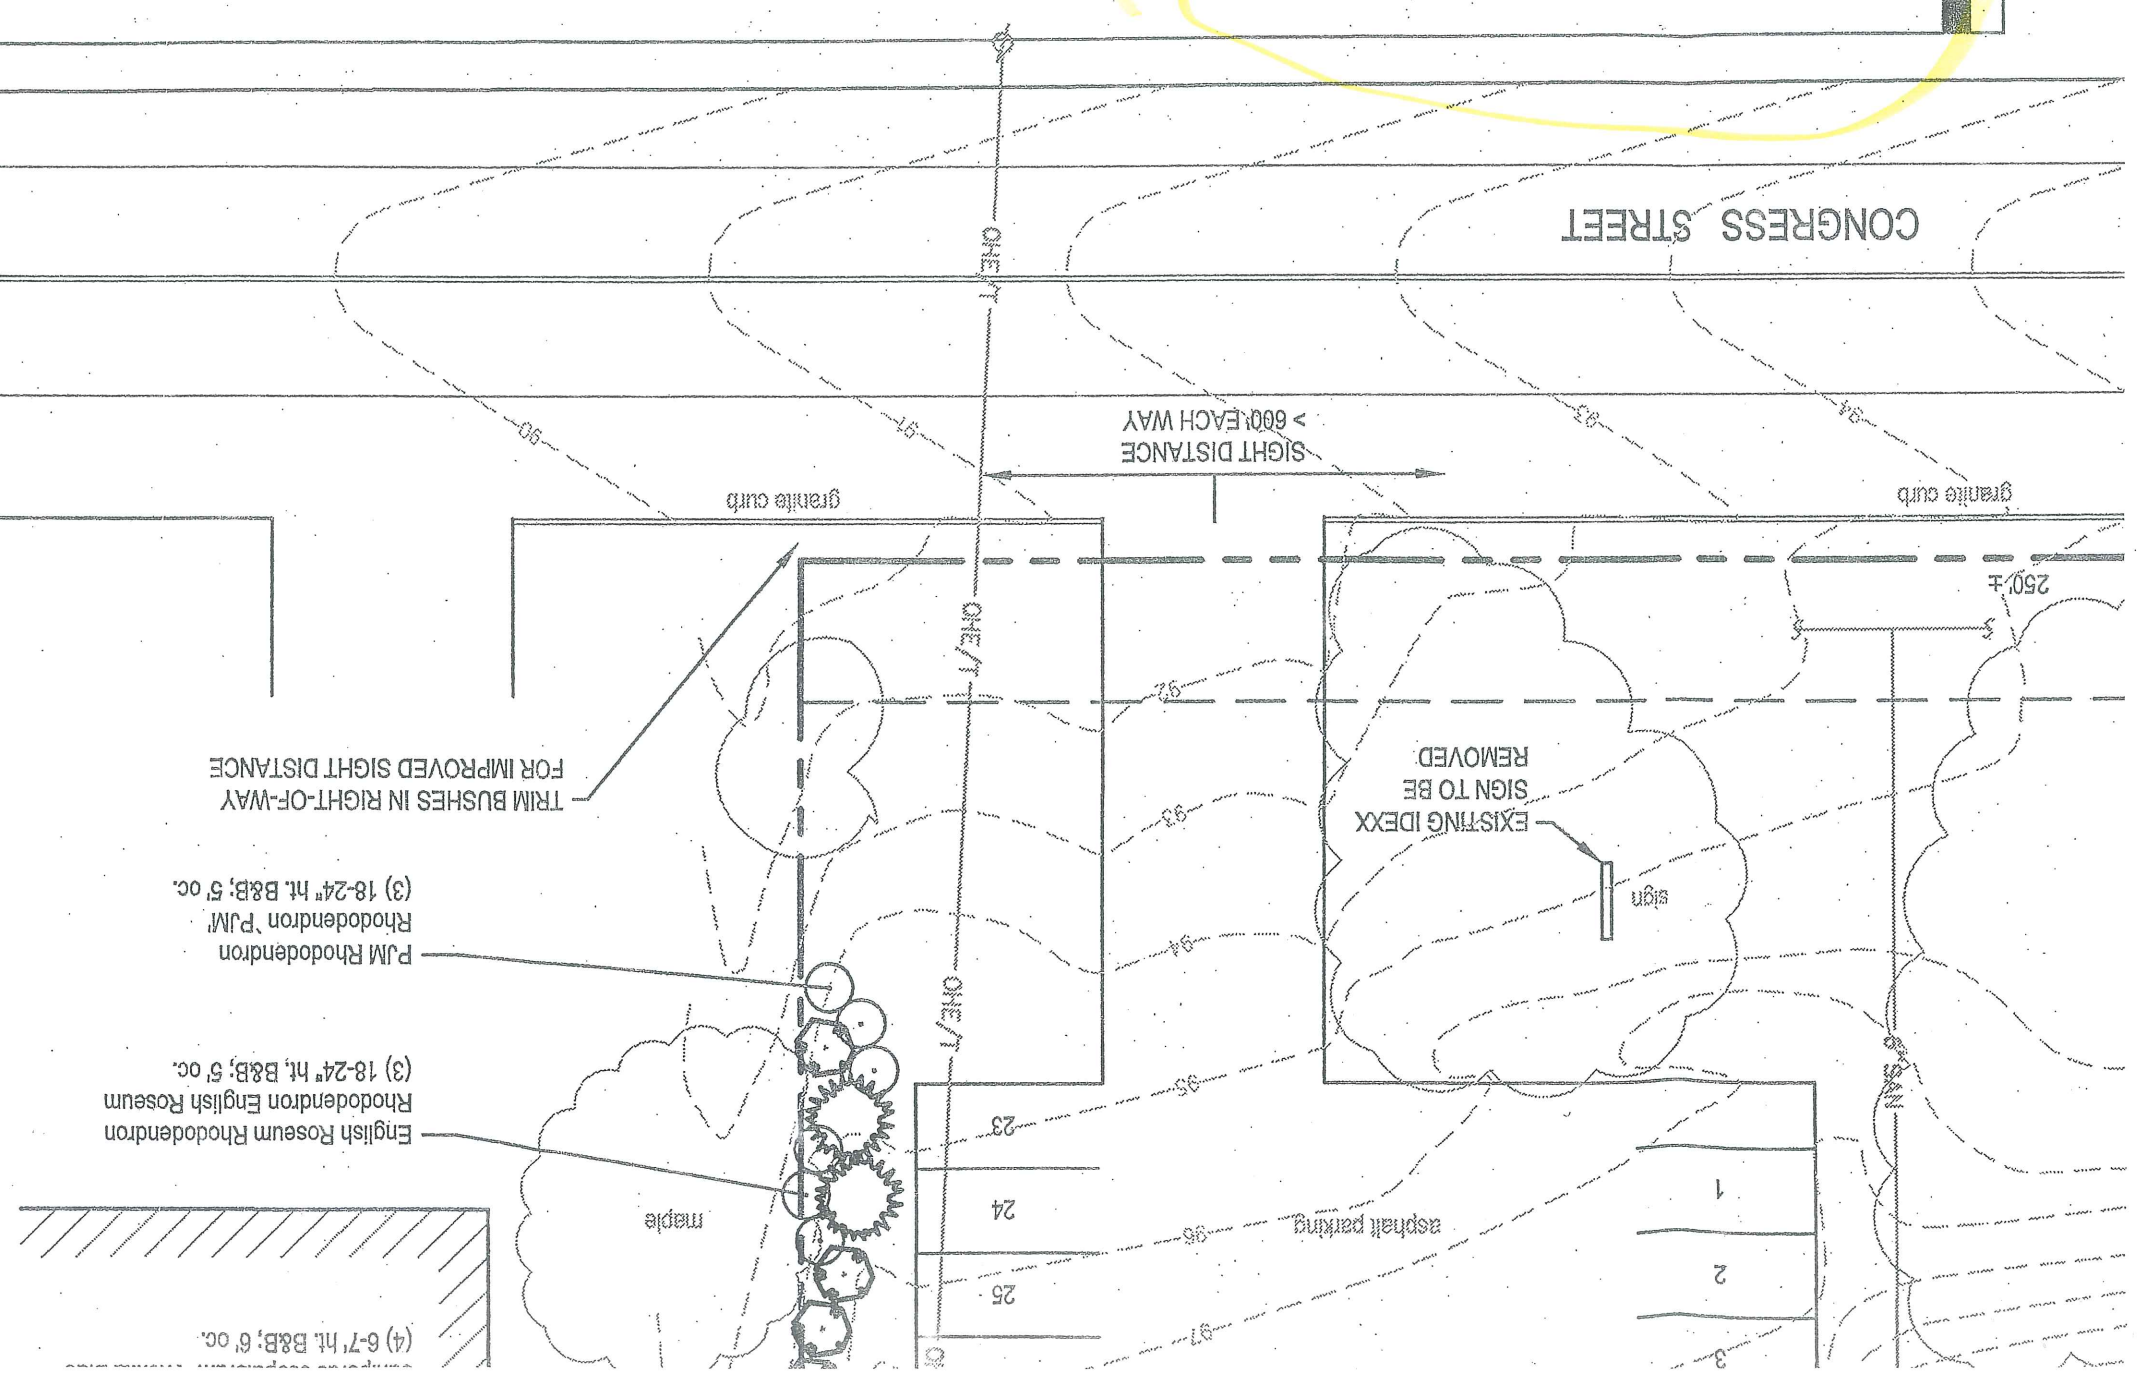 3
(4) 6-7' ht. B&B; 6' oc.
97
2
25
asphalt parking
96
maple
1
24
English Roseum Rhododendron
Rhododendron English Roseum
(3) 18-24" ht. B&B; 5' oc.
23
95
SMN
OHE/T
PJM Rhododendron
Rhododendron 'PJM'
(3) 18-24" ht. B&B; 5' oc.
94
sign
EXISTING IDEXX
SIGN TO BE
REMOVED
93
TRIM BUSHES IN RIGHT-OF-WAY
FOR IMPROVED SIGHT DISTANCE
92
OHE/T
S
S
250'±
granite curb
granite curb
SIGHT DISTANCE
> 600' EACH WAY
94
93
91
90
OHE/T
CONGRESS STREET